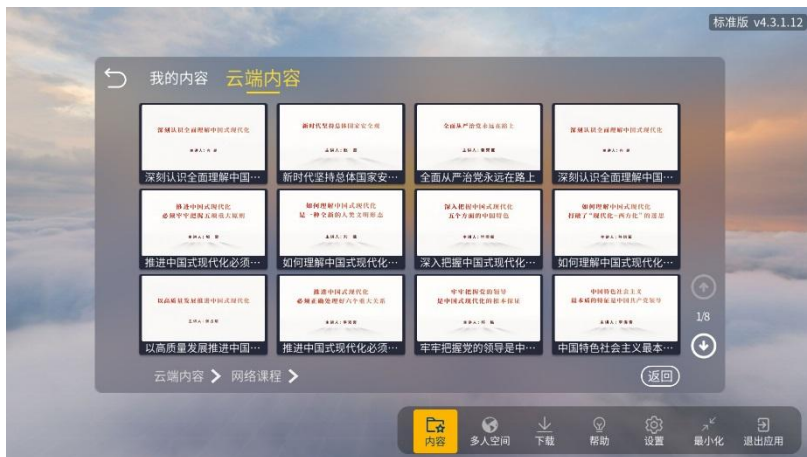 标准版 v4.3.1.12
我的内容 云端内容
深刻认识全面理解中国式现代化
深刻认识全面理解中国…
新时代坚持总体国家安全观
新时代坚持总体国家安…
全面从严治党永远在路上
全面从严治党永远在路上
深刻认识全面理解中国式现代化
深刻认识全面理解中国…
推进中国式现代化
必须牢牢把握五项重大原则
推进中国式现代化必须…
如何理解中国式现代化
是一种全新的人类文明形态
如何理解中国式现代化…
深入把握中国式现代化
五个方面的中国特色
深入把握中国式现代化…
如何理解中国式现代化
打破了“现代化=西方化”的迷思
如何理解中国式现代化…
以高质量发展推进中国式现代化
以高质量发展推进中国…
推进中国式现代化
必须正确处理好六个重大关系
推进中国式现代化必须…
牢牢把握党的领导
是中国式现代化的根本保证
牢牢把握党的领导是中…
中国特色社会主义
最本质的特征是中国共产党领导
中国特色社会主义最本…
1/8
云端内容 > 网络课程 >
返回
内容 多人空间 下载 帮助 设置 最小化 退出应用